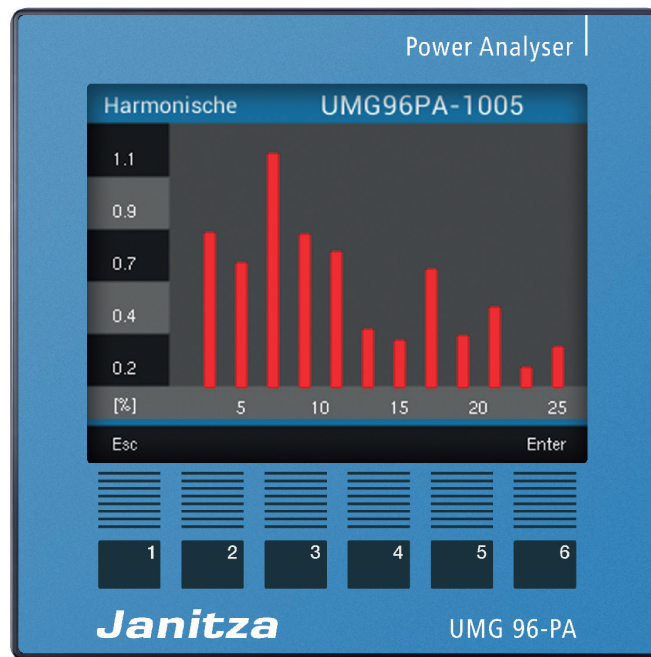 Power Analyser
Harmonische UMG96PA-1005
1.1
0.9
0.7
0.4
0.2
[%] 5 10 15 20 25
Esc Enter
1 2 3 4 5 6
Janitza UMG 96-PA